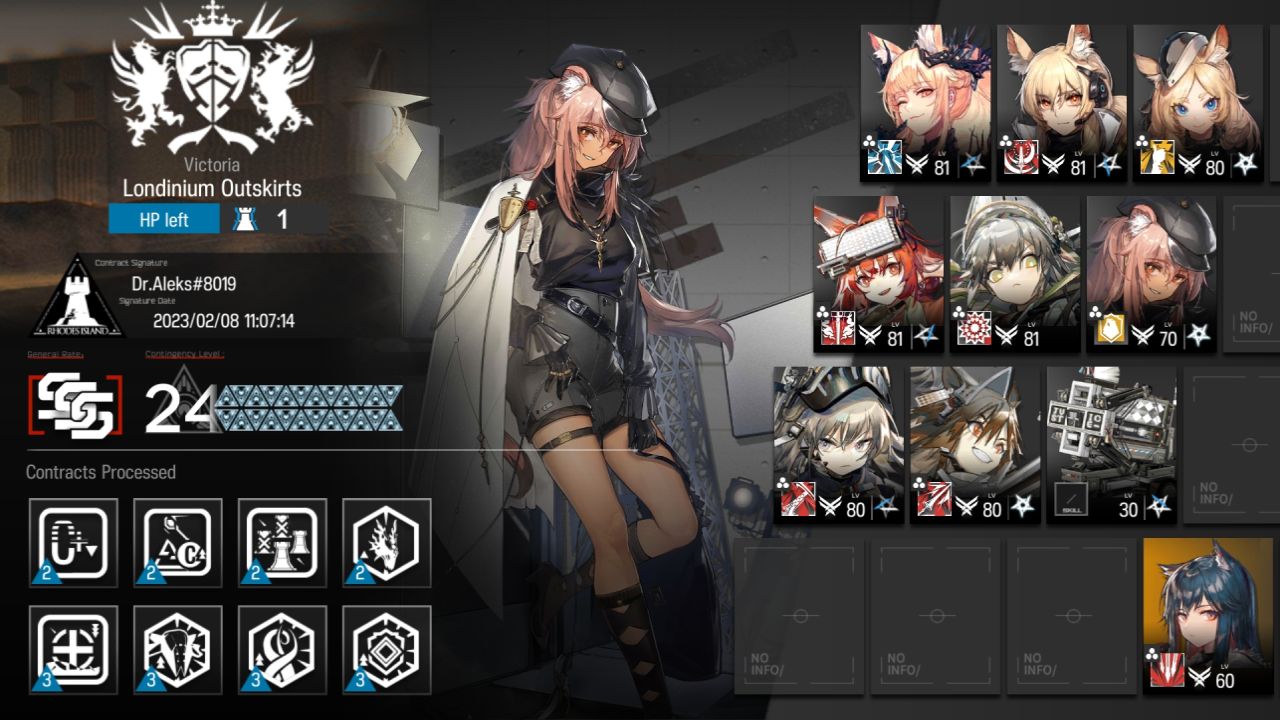 Victoria
Londinium Outskirts
HP left 1
Contract Signature
Dr.Aleks#8019
Signature Date
2023/02/08 11:07:14
RHODES ISLAND
General Rate:
Contingency Level :
24
Contracts Processed
2
2
2
2
3
3
3
3
LV
81
LV
81
LV
80
LV
81
LV
81
LV
70
NO
INFO/
LV
80
LV
80
SKILL
LV
30
NO
INFO/
NO
INFO/
NO
INFO/
NO
INFO/
LV
60